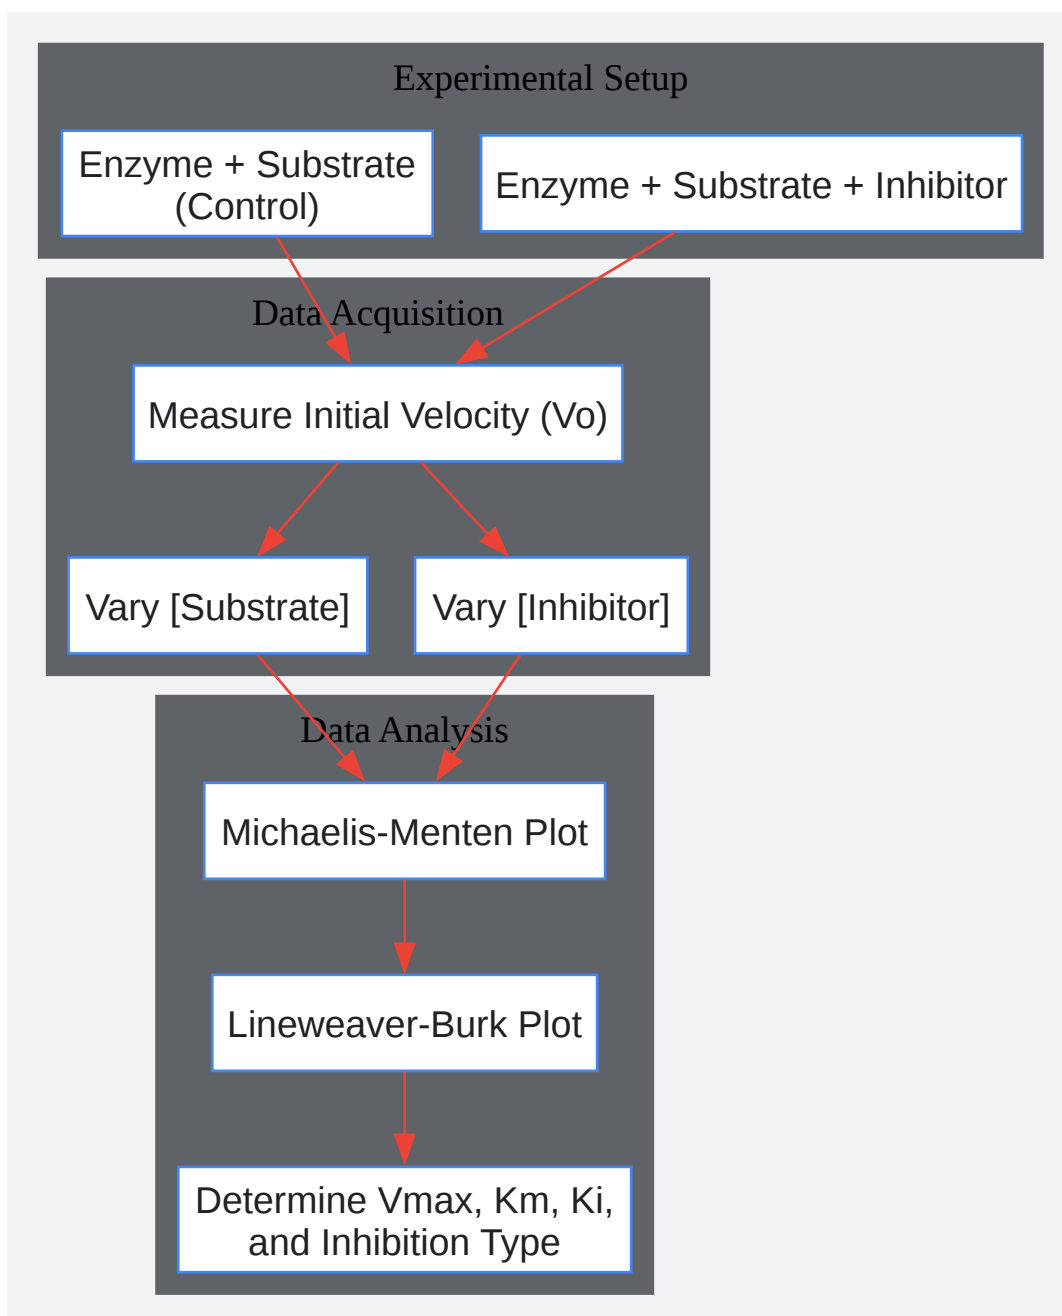 Experimental Setup
Enzyme + Substrate
(Control)
Enzyme + Substrate + Inhibitor
Data Acquisition
Measure Initial Velocity (Vo)
Vary [Substrate]
Vary [Inhibitor]
Data Analysis
Michaelis-Menten Plot
Lineweaver-Burk Plot
Determine Vmax, Km, Ki,
and Inhibition Type